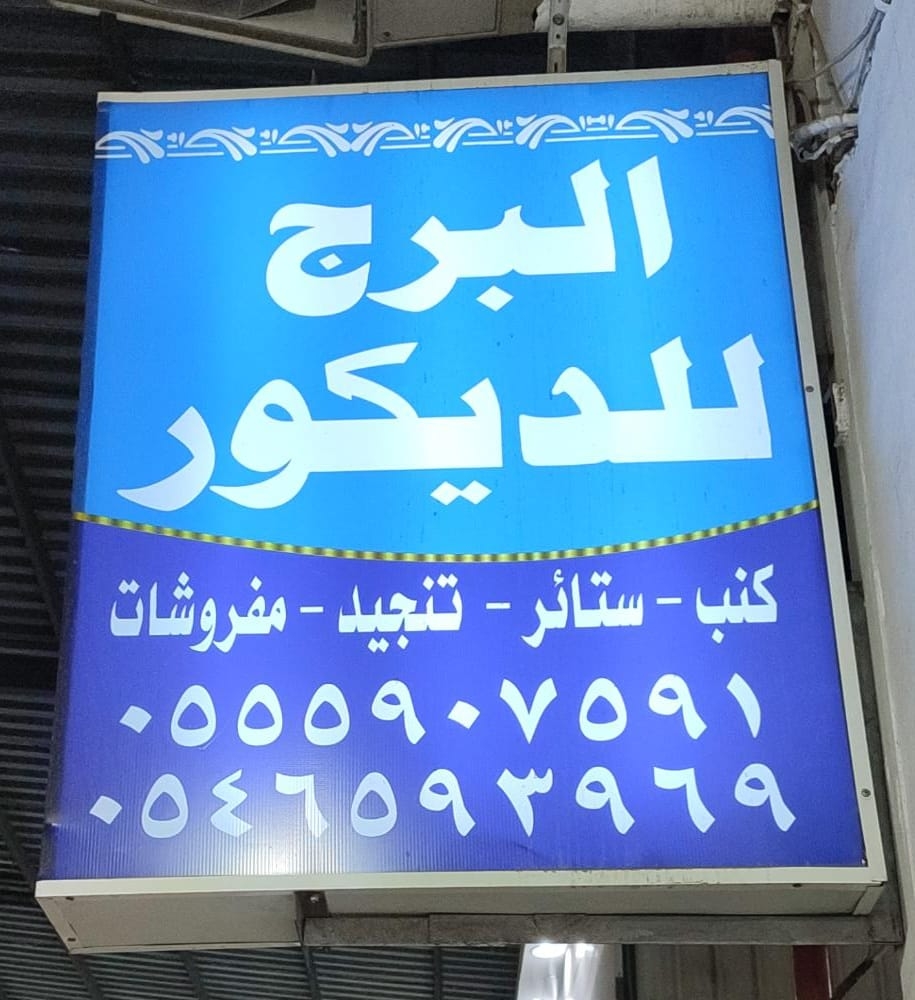 البرج
للديكور
كنب - ستائر - تنجيد - مفروشات
٠٥٥٥٩٠٧٥٩١
٠٥٤٦٥٩٣٩٦٩